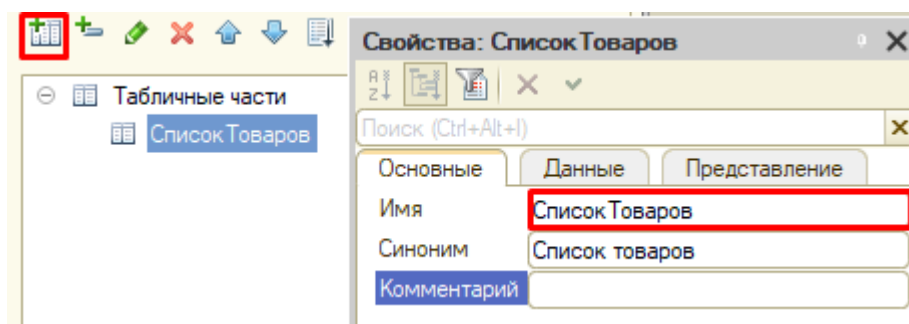 Табличные части
СписокТоваров
Свойства: СписокТоваров
Поиск (Ctrl+Alt+I)
Основные Данные Представление
Имя СписокТоваров
Синоним Список товаров
Комментарий